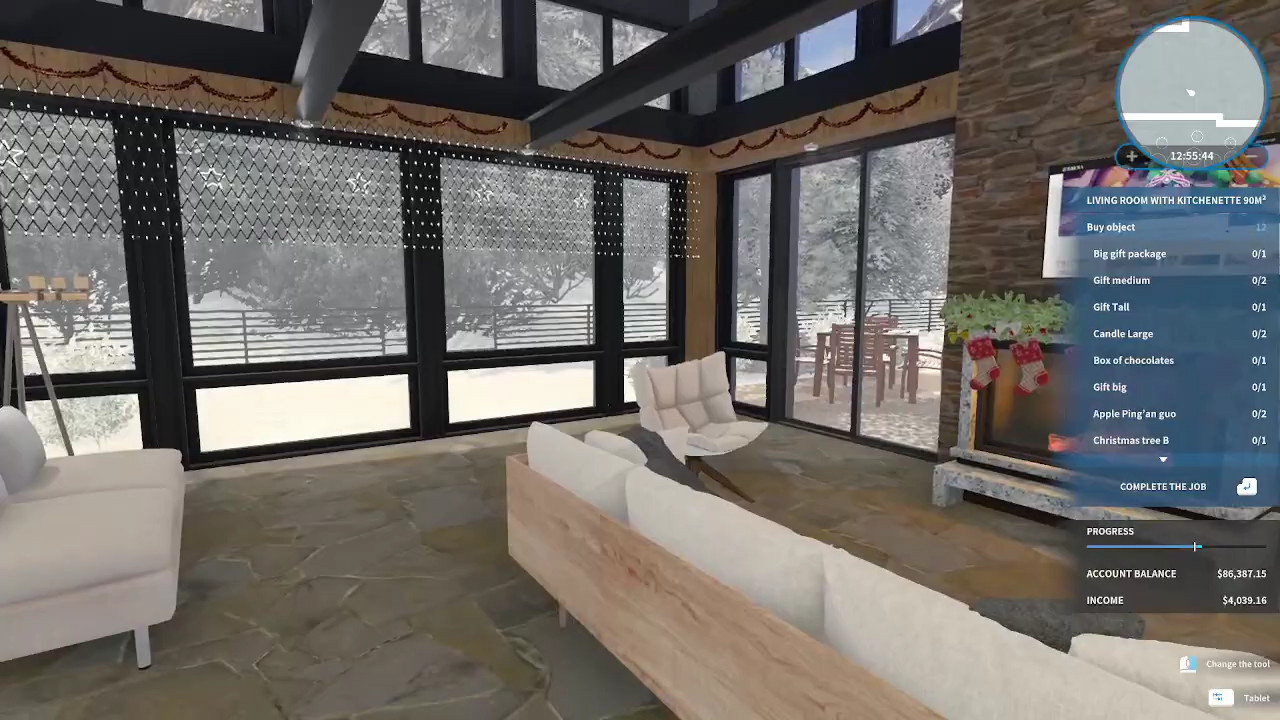 12:55:44
LIVING ROOM WITH KITCHENETTE 90M²
Buy object 12
Big gift package 0/1
Gift medium 0/2
Gift Tall 0/1
Candle Large 0/2
Box of chocolates 0/1
Gift big 0/1
Apple Ping'an guo 0/2
Christmas tree B 0/1
COMPLETE THE JOB
PROGRESS
ACCOUNT BALANCE $86,387.15
INCOME $4,039.16
Change the tool
Tablet